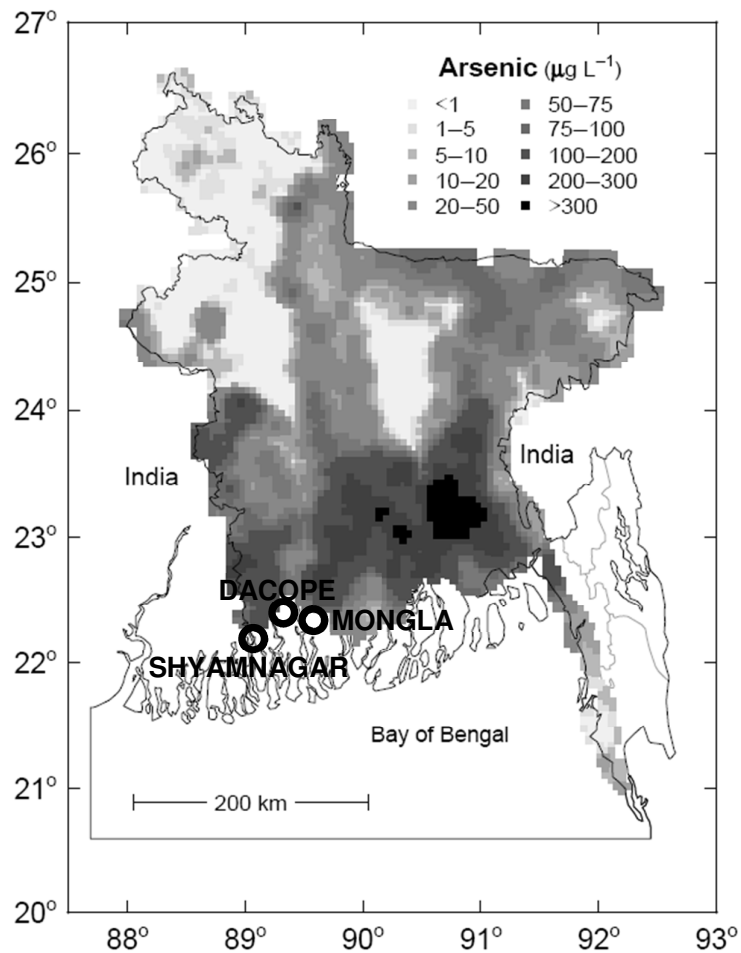 27°
Arsenic (µg L⁻¹)
<1 50–75
1–5 75–100
5–10 100–200
10–20 200–300
20–50 >300
26°
25°
24°
India
India
23°
DACOPE
MONGLA
SHYAMNAGAR
22°
Bay of Bengal
21°
200 km
20°
88° 89° 90° 91° 92° 93°